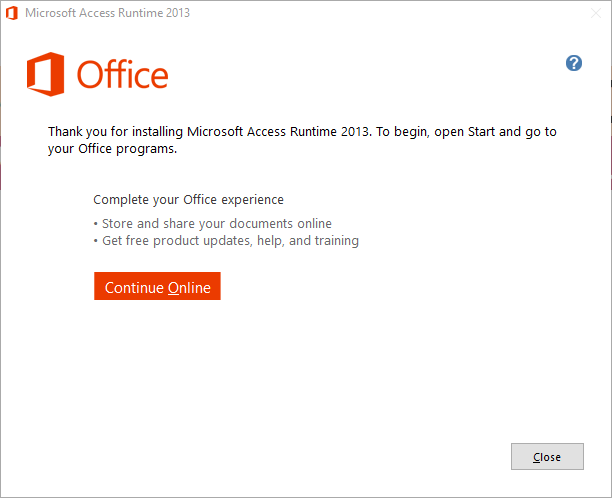 Microsoft Access Runtime 2013
Office
?
Thank you for installing Microsoft Access Runtime 2013. To begin, open Start and go to
your Office programs.
Complete your Office experience
• Store and share your documents online
• Get free product updates, help, and training
Continue Online
Close